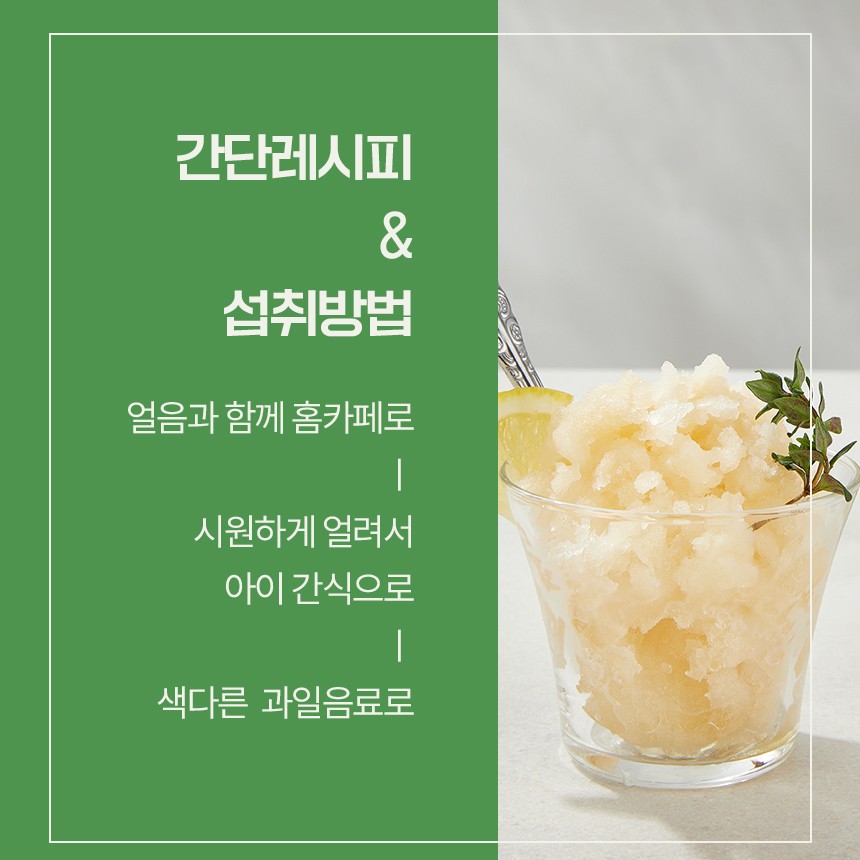 간단레시피
&
섭취방법
얼음과 함께 홈카페로
|
시원하게 얼려서
아이 간식으로
|
색다른 과일음료로